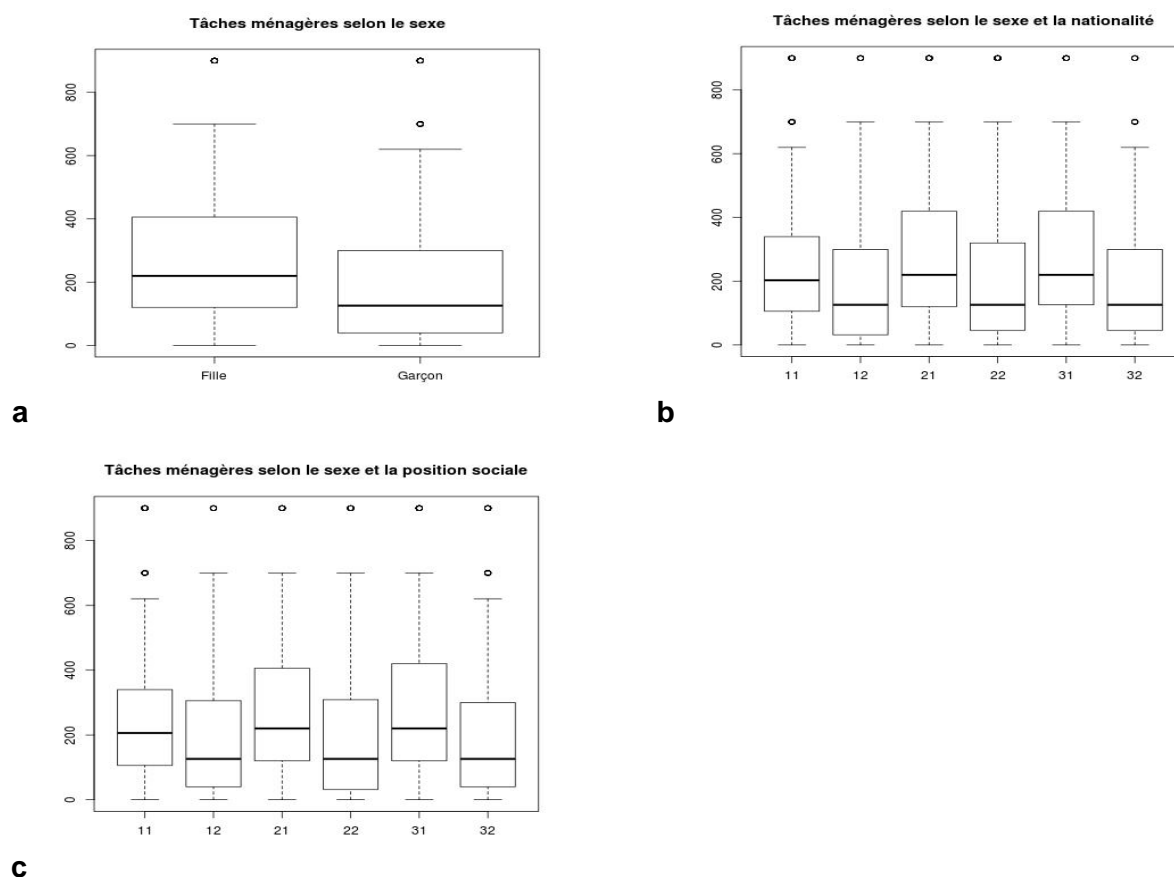 Tâches ménagères selon le sexe
800
600
400
200
0
Fille Garçon
a
Tâches ménagères selon le sexe et la nationalité
800
600
400
200
0
11 12 21 22 31 32
b
Tâches ménagères selon le sexe et la position sociale
800
600
400
200
0
11 12 21 22 31 32
c